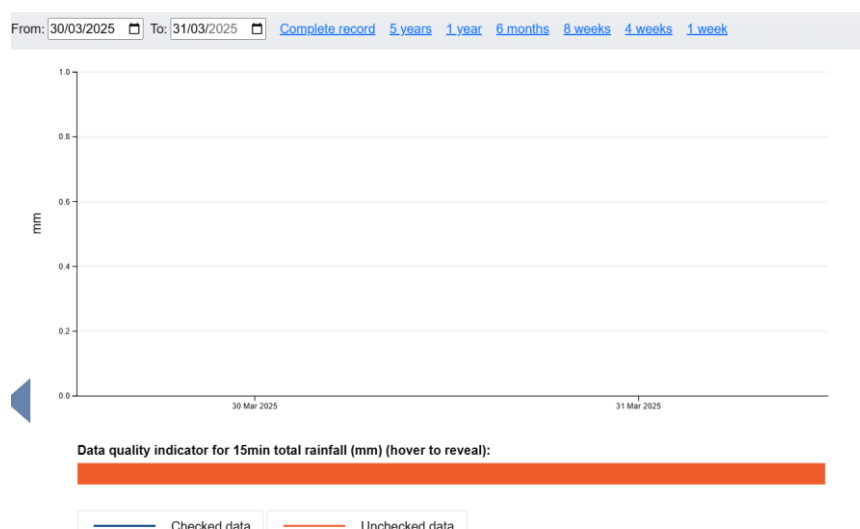 From: 30/03/2025 To: 31/03/2025 Complete record 5 years 1 year 6 months 8 weeks 4 weeks 1 week
1.0
0.8
0.6
mm
0.4
0.2
0.0
30 Mar 2025 31 Mar 2025
Data quality indicator for 15min total rainfall (mm) (hover to reveal):
Checked data Unchecked data